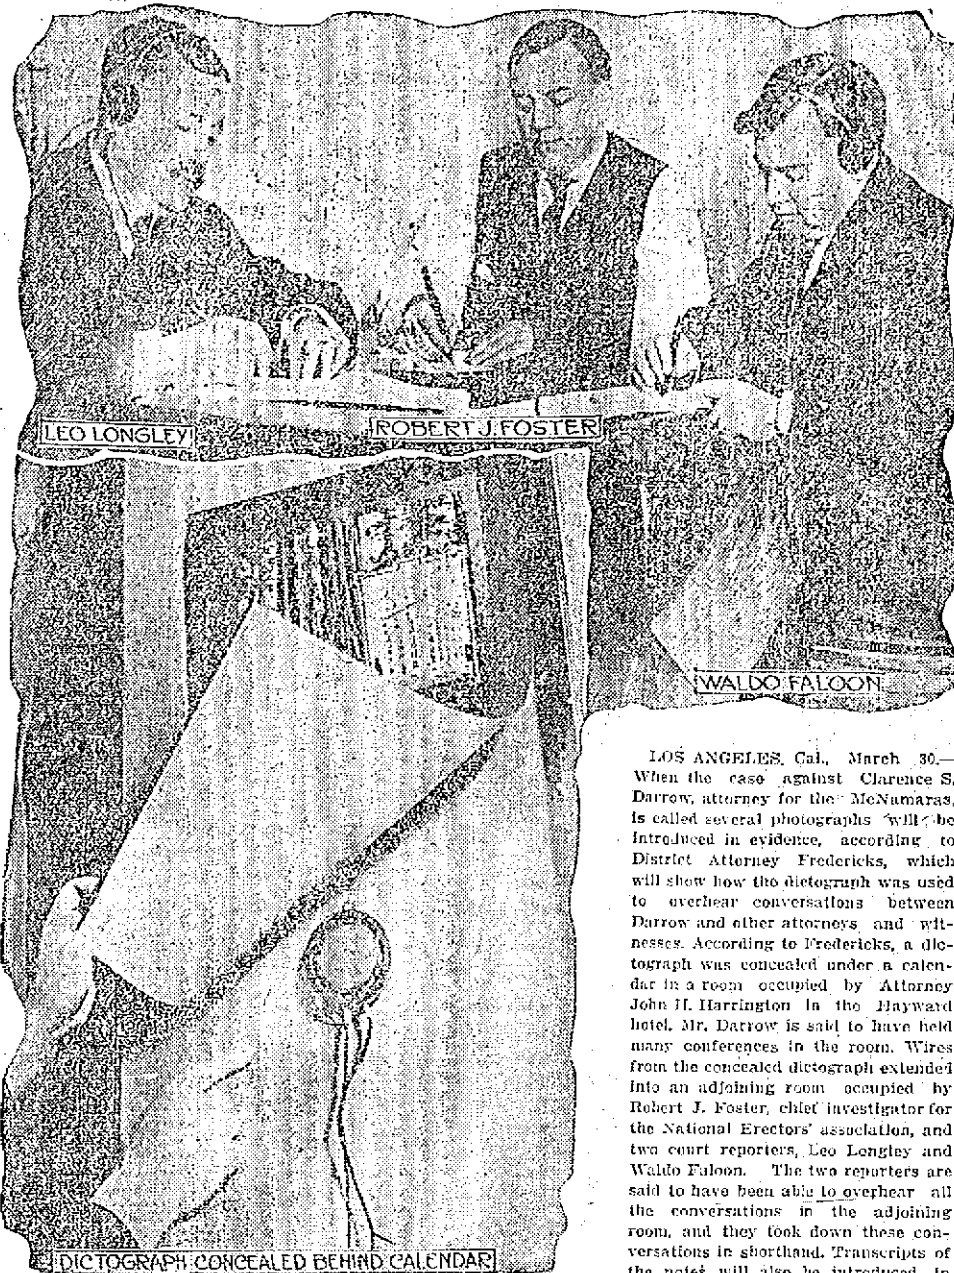 LEO LONGLEY
ROBERT J. FOSTER
WALDO FALOON
DICTOGRAPH CONCEALED BEHIND CALENDAR
LOS ANGELES, Cal., March 30.—
When the case against Clarence S.
Darrow, attorney for the McNamaras,
is called several photographs will be
introduced in evidence, according to
District Attorney Fredericks, which
will show how the dictograph was used
to overhear conversations between
Darrow and other attorneys and wit-
nesses. According to Fredericks, a dic-
tograph was concealed under a calen-
dar in a room occupied by Attorney
John H. Harrington in the Hayward
hotel. Mr. Darrow is said to have held
many conferences in the room. Wires
from the concealed dictograph extended
into an adjoining room occupied by
Robert J. Foster, chief investigator for
the National Erectors' association, and
two court reporters, Leo Longley and
Waldo Faloon. The two reporters are
said to have been able to overhear all
the conversations in the adjoining
room, and they took down these con-
versations in shorthand. Transcripts of
the notes will also be introduced in